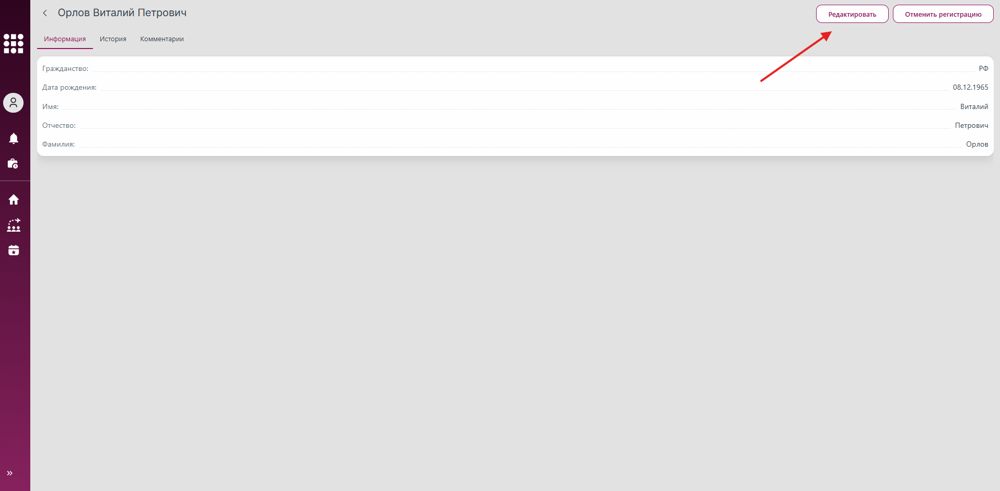 Орлов Виталий Петрович
Редактировать
Отменить регистрацию
Информация
История
Комментарии
Гражданство: РФ
Дата рождения: 08.12.1965
Имя: Виталий
Отчество: Петрович
Фамилия: Орлов